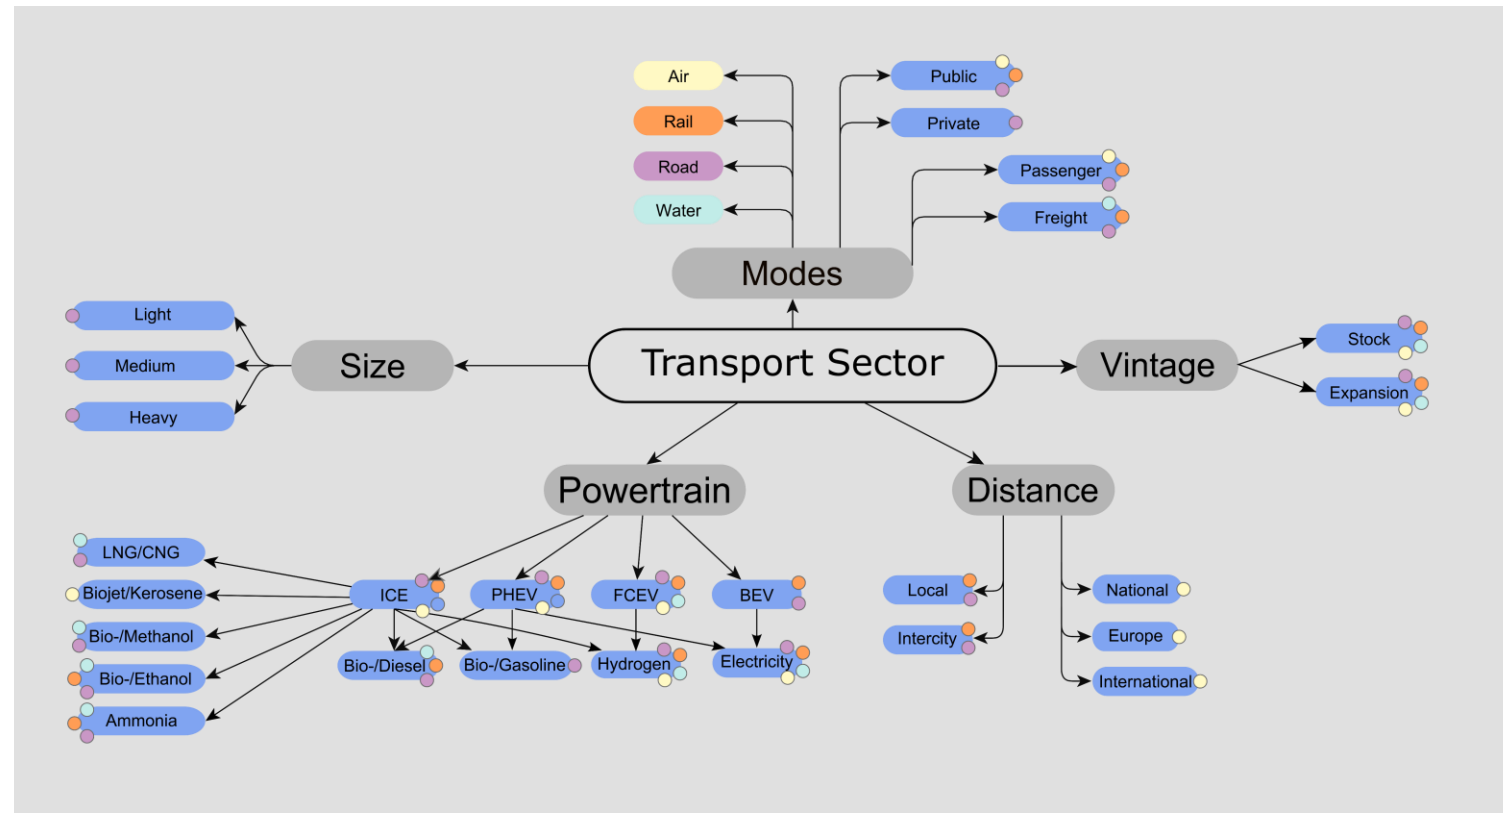 Air
Rail
Road
Water
Public
Private
Passenger
Freight
Modes
Transport Sector
Size
Light
Medium
Heavy
Vintage
Stock
Expansion
Powertrain
Distance
LNG/CNG
Biojet/Kerosene
Bio-/Methanol
Bio-/Ethanol
Ammonia
ICE
PHEV
FCEV
BEV
Bio-/Diesel
Bio-/Gasoline
Hydrogen
Electricity
Local
Intercity
National
Europe
International